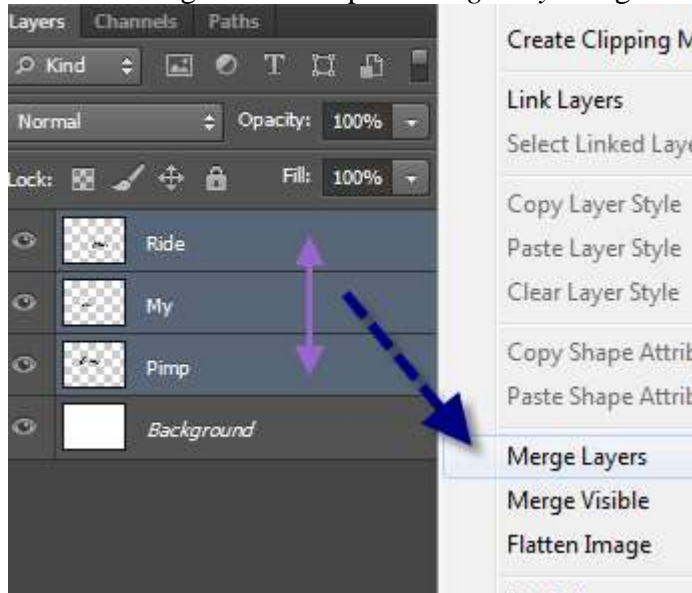 Layers Channels Paths
Kind
Normal Opacity: 100%
Lock: Fill: 100%
Ride
My
Pimp
Background
Create Clipping M
Link Layers
Select Linked Laye
Copy Layer Style
Paste Layer Style
Clear Layer Style
Copy Shape Attrib
Paste Shape Attrib
Merge Layers
Merge Visible
Flatten Image